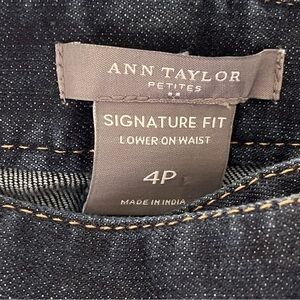 ANN TAYLOR
PETITES
SIGNATURE FIT
LOWER ON WAIST
4P
MADE IN INDIA